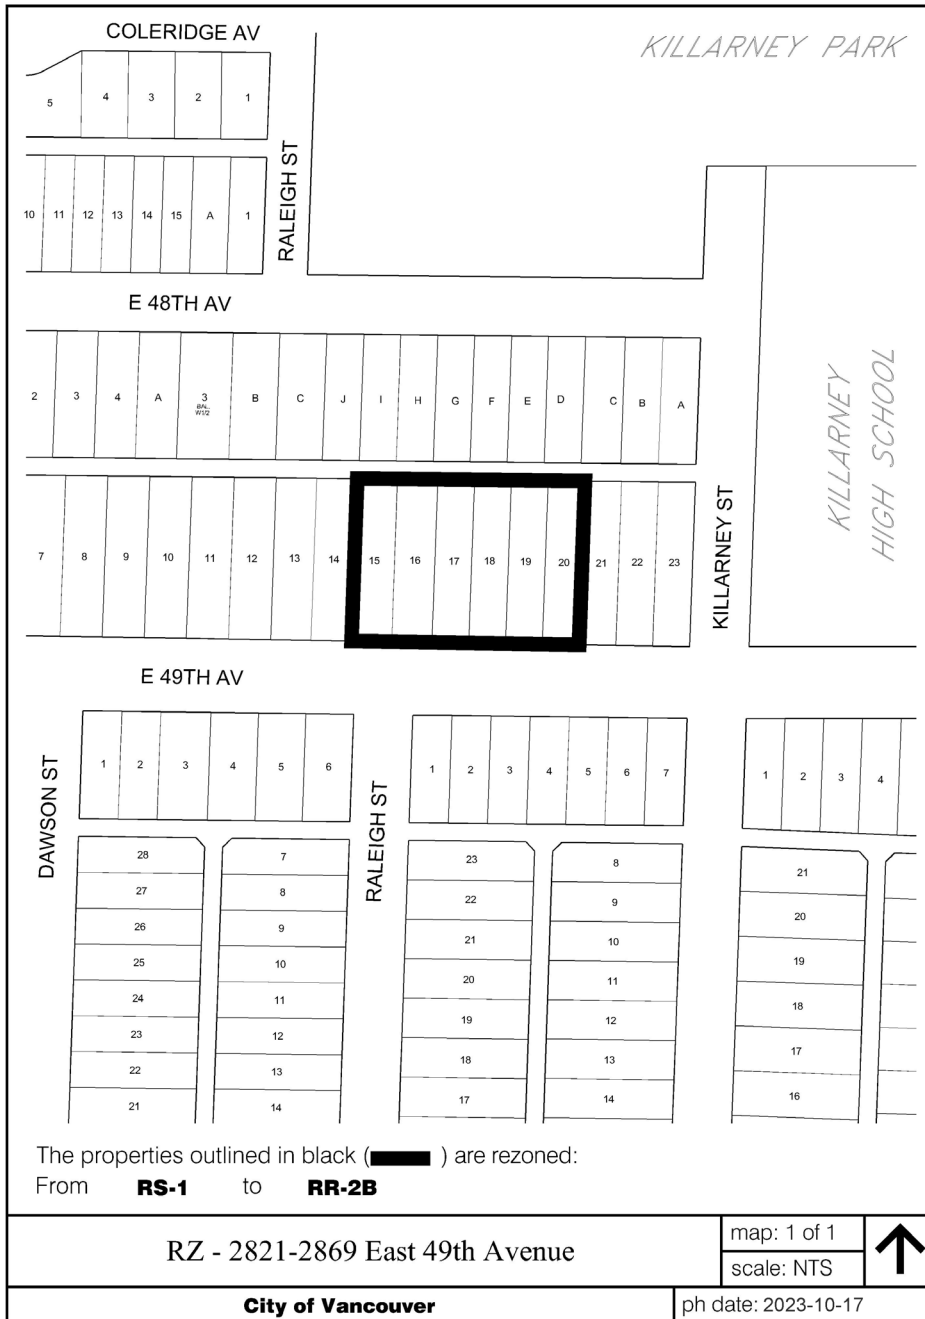 COLERIDGE AV
KILLARNEY PARK
5 4 3 2 1
RALEIGH ST
10 11 12 13 14 15 A 1
E 48TH AV
KILLARNEY
HIGH SCHOOL
2 3 4 A 3 B C J I H G F E D C B A
BAL.
W1/2
KILLARNEY ST
7 8 9 10 11 12 13 14 15 16 17 18 19 20 21 22 23
E 49TH AV
DAWSON ST
1 2 3 4 5 6
RALEIGH ST
1 2 3 4 5 6 7
1 2 3 4
28 7 23 8 21
27 8 22 9 20
26 9 21 10 19
25 10 20 11 18
24 11 19 12 17
23 12 18 13 16
22 13 17 14
21 14
The properties outlined in black ( ) are rezoned:
From RS-1 to RR-2B
RZ - 2821-2869 East 49th Avenue
map: 1 of 1
scale: NTS
City of Vancouver
ph date: 2023-10-17